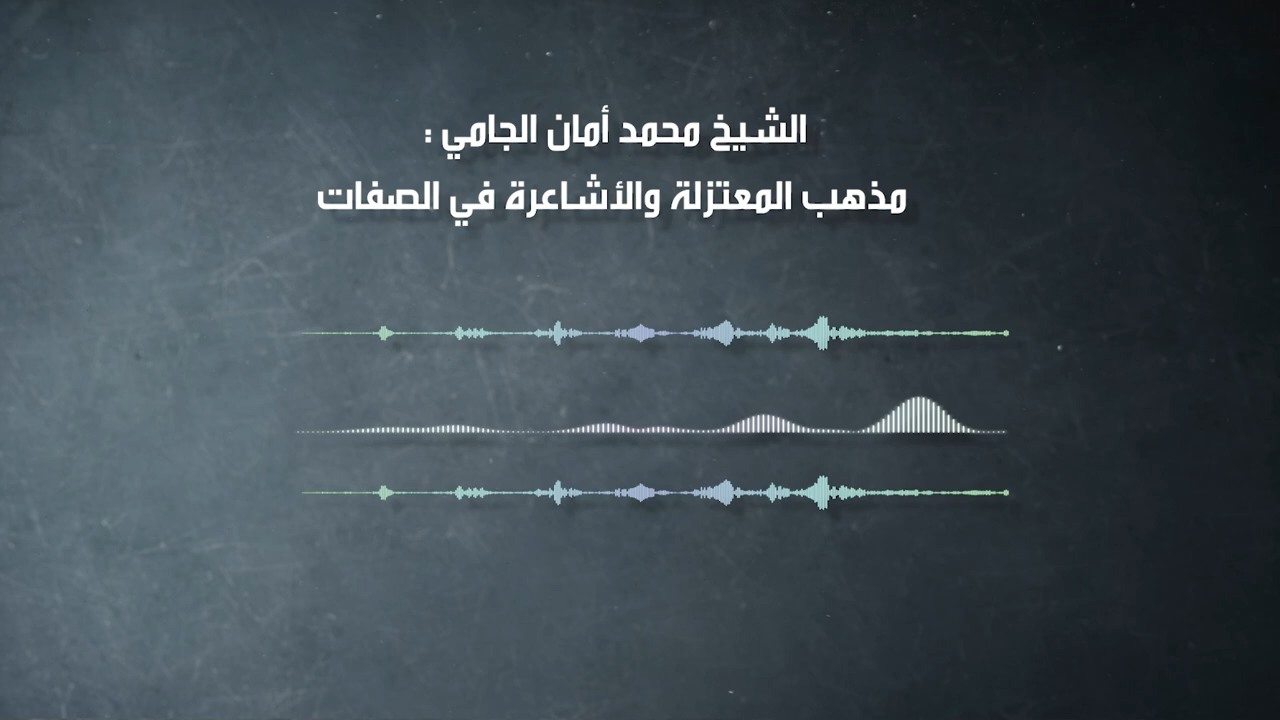 الشيخ محمد أمان الجامي :
مذهب المعتزلة والأشاعرة في الصفات